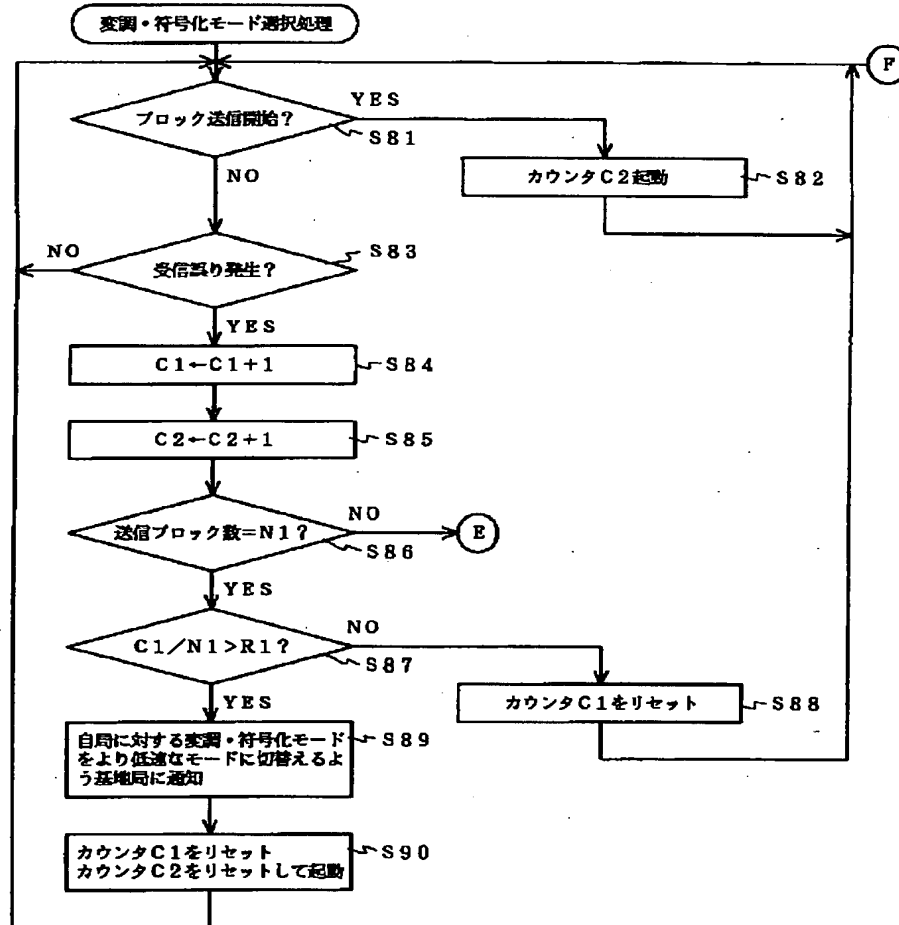 変調・符号化モード選択処理
F
ブロック送信開始?
YES
S81
NO
カウンタC2起動
S82
NO
受信誤り発生?
S83
YES
C1←C1+1
S84
C2←C2+1
S85
送信ブロック数=N1?
NO
S86
E
YES
C1/N1>R1?
NO
S87
YES
カウンタC1をリセット
S88
自局に対する変調・符号化モード
をより低速なモードに切替えるよ
う基地局に通知
S89
カウンタC1をリセット
カウンタC2をリセットして起動
S90